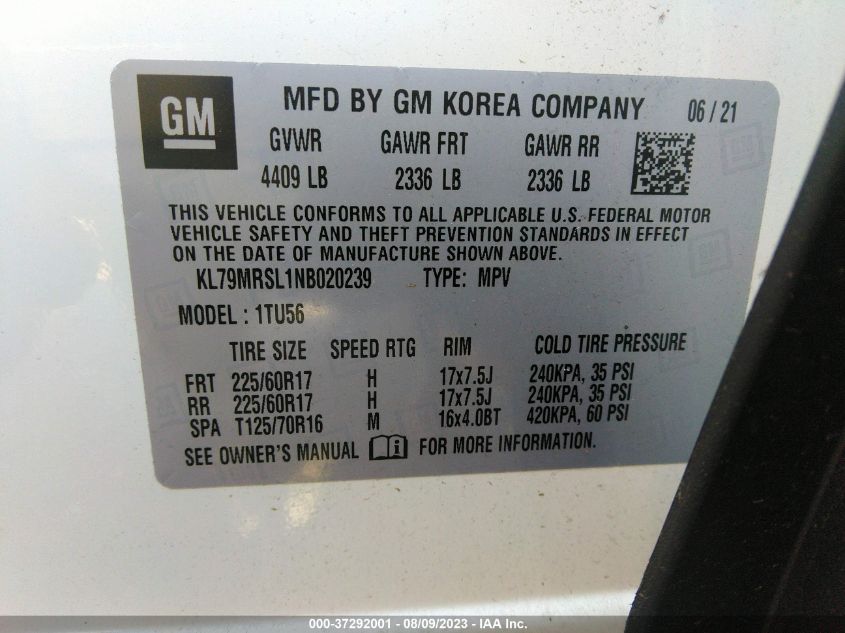 GM
MFD BY GM KOREA COMPANY 06 / 21
GVWR GAWR FRT GAWR RR
4409 LB 2336 LB 2336 LB
THIS VEHICLE CONFORMS TO ALL APPLICABLE U.S. FEDERAL MOTOR
VEHICLE SAFETY AND THEFT PREVENTION STANDARDS IN EFFECT
ON THE DATE OF MANUFACTURE SHOWN ABOVE.
KL79MRSL1NB020239 TYPE: MPV
MODEL : 1TU56
TIRE SIZE SPEED RTG RIM COLD TIRE PRESSURE
FRT 225/60R17 H 17x7.5J 240KPA, 35 PSI
RR 225/60R17 H 17x7.5J 240KPA, 35 PSI
SPA T125/70R16 M 16x4.0BT 420KPA, 60 PSI
SEE OWNER'S MANUAL i FOR MORE INFORMATION.
000-37292001 - 08/09/2023 - IAA Inc.